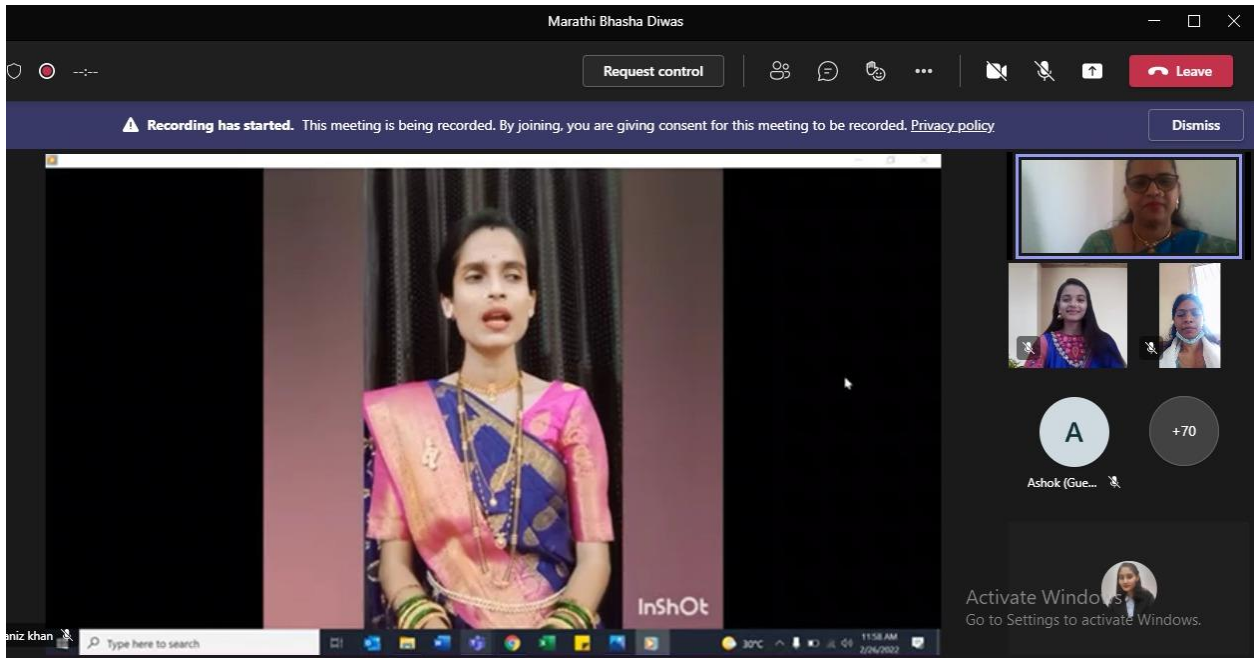 Marathi Bhasha Diwas
--:--
Request control
Leave
Recording has started. This meeting is being recorded. By joining, you are giving consent for this meeting to be recorded. Privacy policy
Dismiss
A
+70
Ashok (Gue...
InShOt
Activate Windows
Go to Settings to activate Windows.
aniz khan
Type here to search
30°C
11:58 AM
2/26/2022